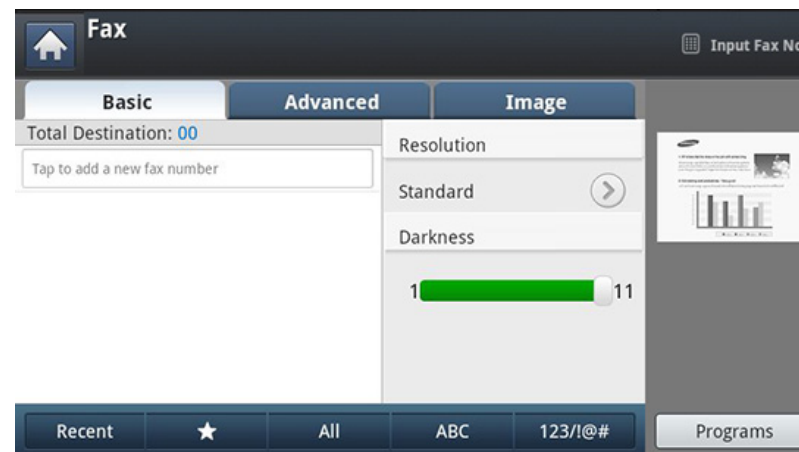 Fax
Input Fax No
Basic
Advanced
Image
Total Destination: 00
Tap to add a new fax number
Resolution
Standard
Darkness
1
11
Recent
★
All
ABC
123/!@#
Programs